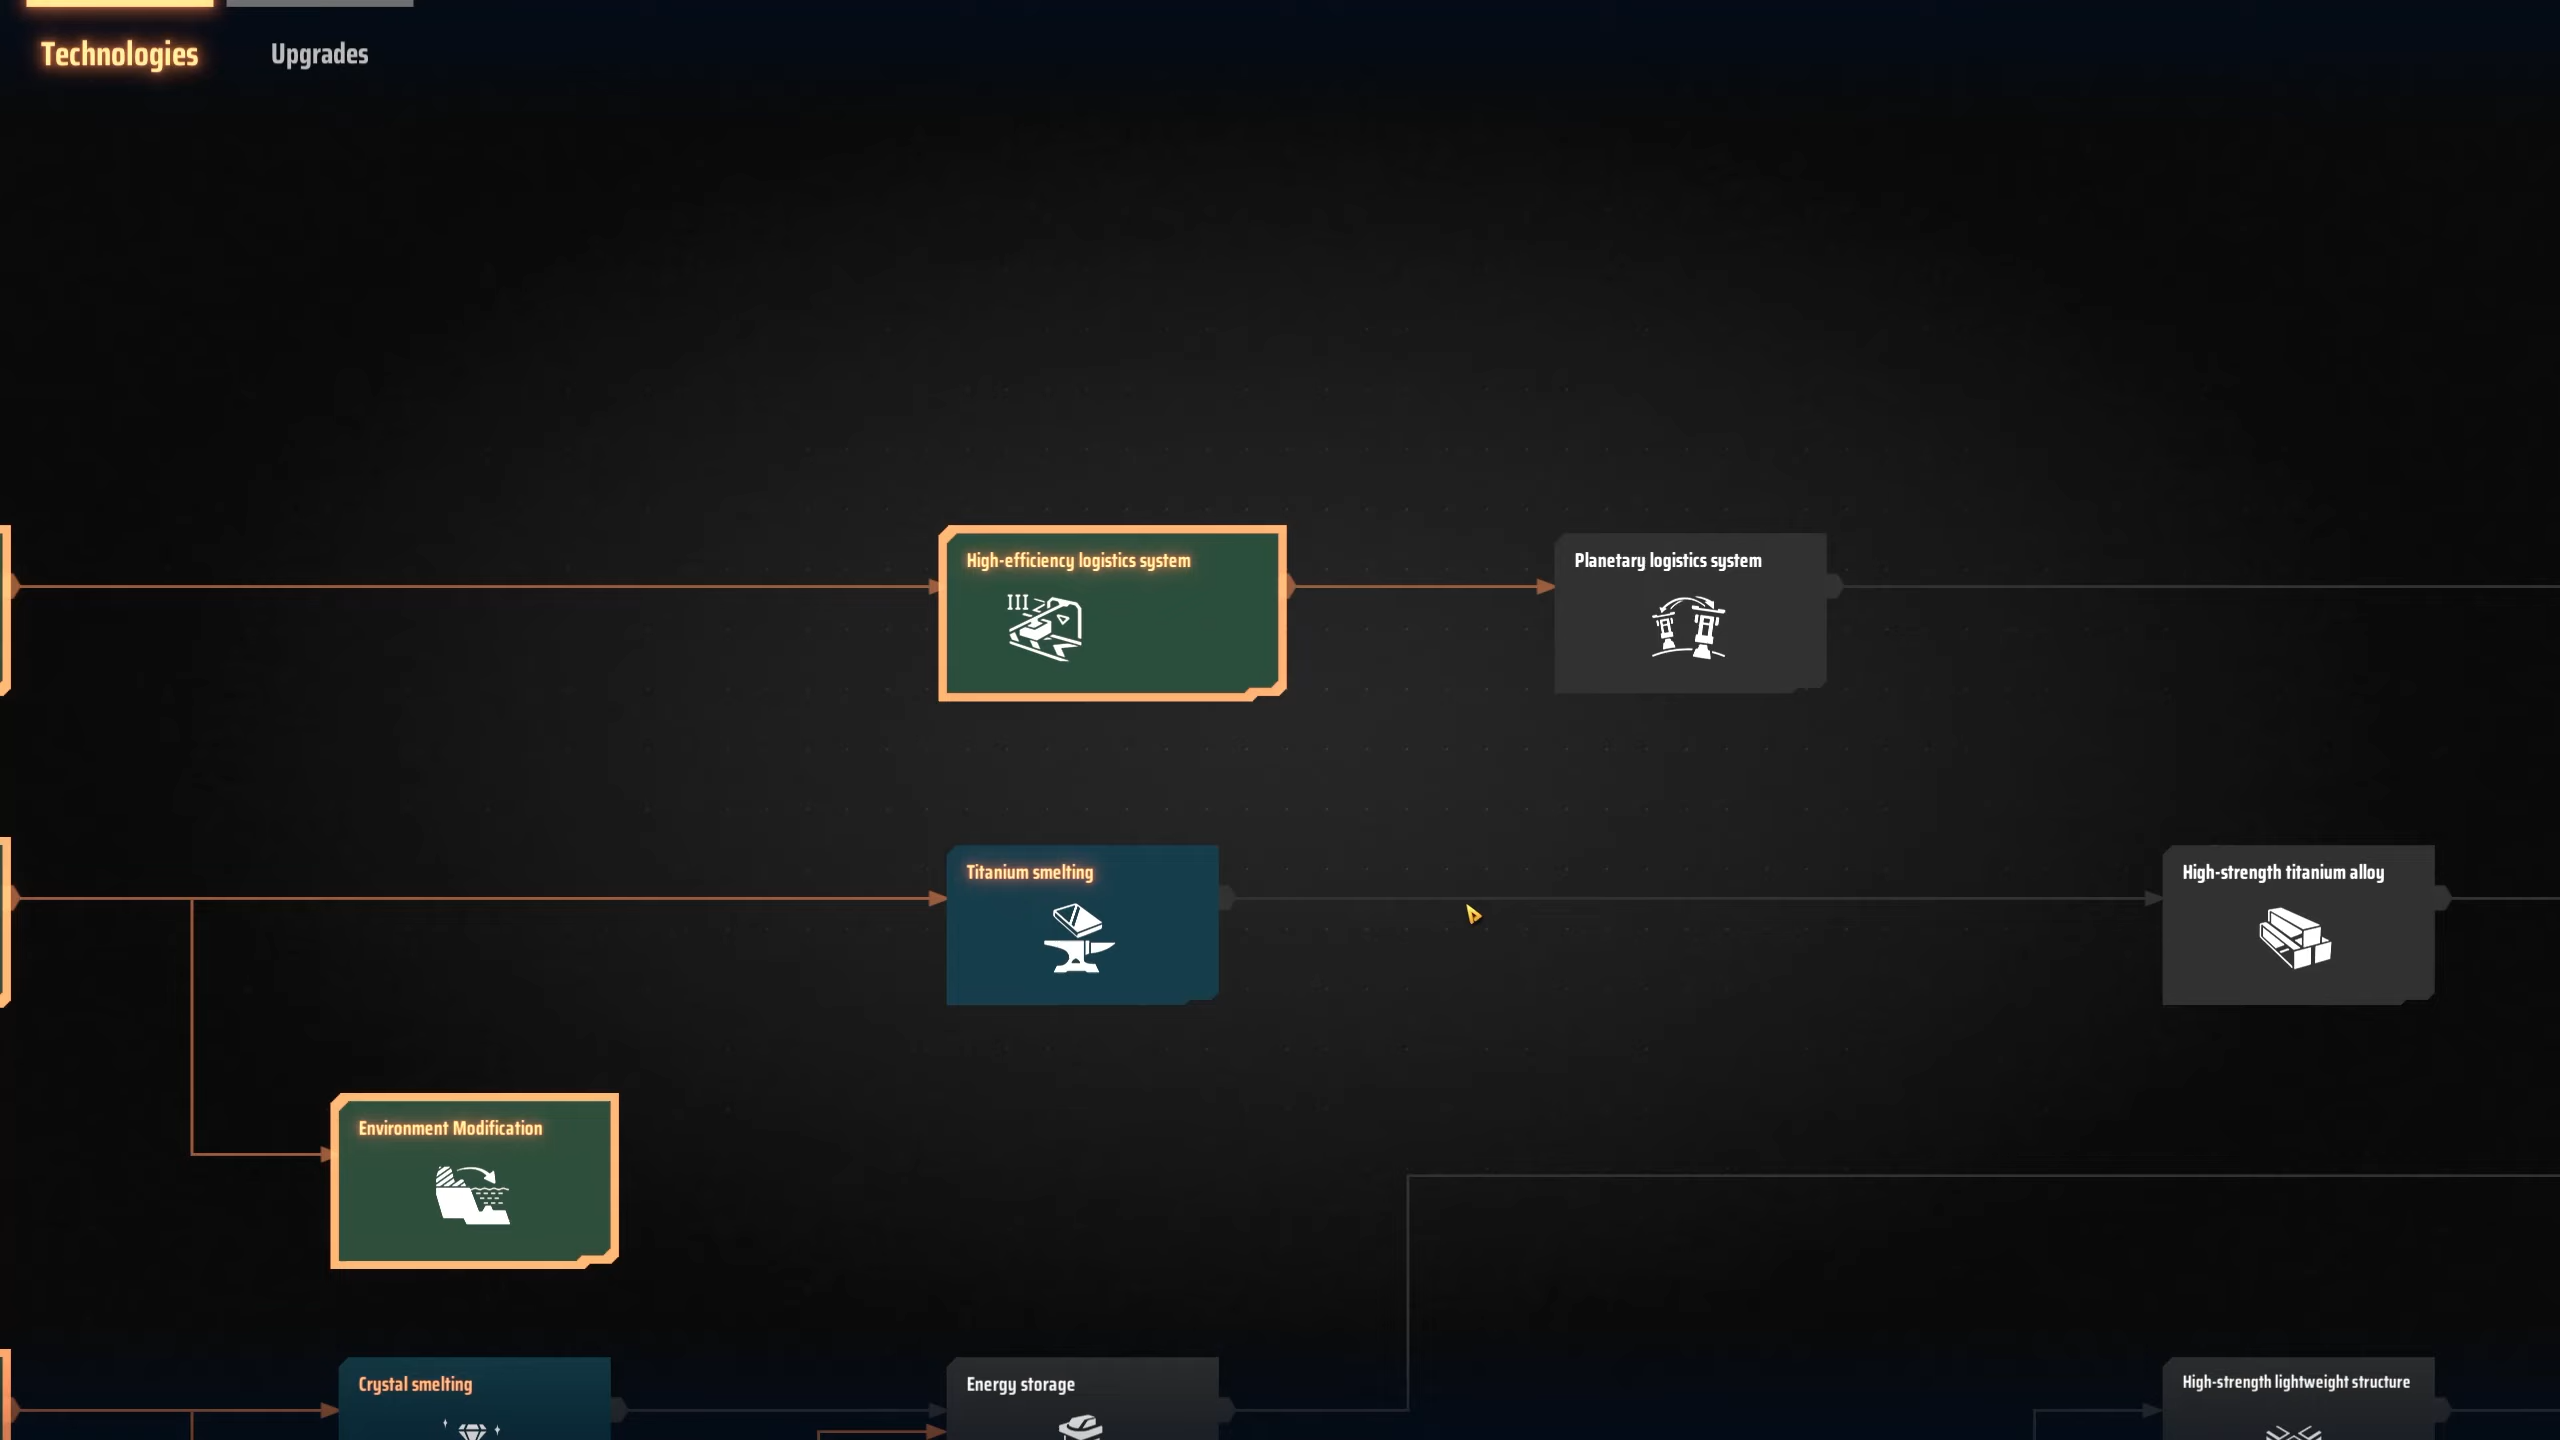 Technologies
Upgrades
High-efficiency logistics system
III
Planetary logistics system
Titanium smelting
High-strength titanium alloy
Environment Modification
Crystal smelting
Energy storage
High-strength lightweight structure